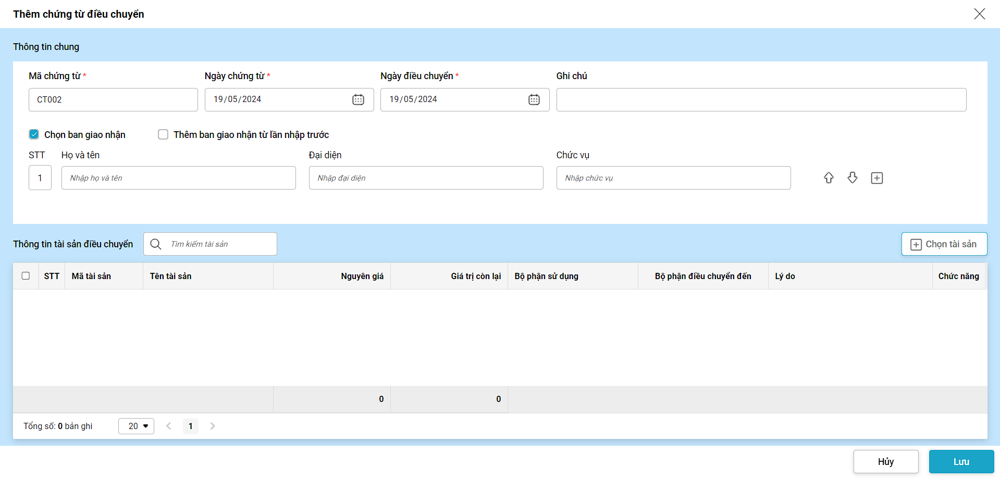 Thêm chứng từ điều chuyển
Thông tin chung
Mã chứng từ * Ngày chứng từ * Ngày điều chuyển * Ghi chú
CT002 19/05/2024 19/05/2024
Chọn ban giao nhận Thêm ban giao nhận từ lần nhập trước
STT Họ và tên Đại diện Chức vụ
1 Nhập họ và tên Nhập đại diện Nhập chức vụ
Thông tin tài sản điều chuyển Tìm kiếm tài sản Chọn tài sản
STT Mã tài sản Tên tài sản Nguyên giá Giá trị còn lại Bộ phận sử dụng Bộ phận điều chuyển đến Lý do Chức năng
0 0
Tổng số: 0 bản ghi 20 1
Hủy Lưu